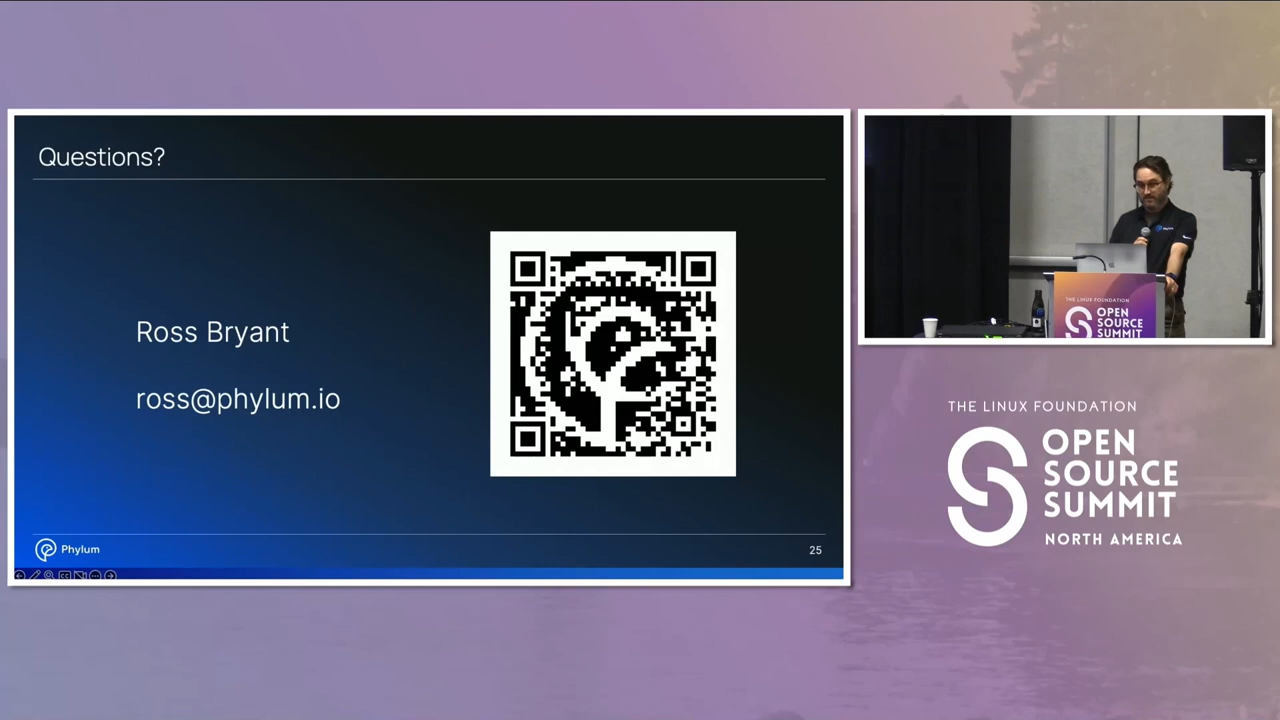 Questions?
Ross Bryant
ross@phylum.io
Phylum
25
THE LINUX FOUNDATION
OPEN
SOURCE
SUMMIT
THE LINUX FOUNDATION
OPEN
SOURCE
SUMMIT
NORTH AMERICA